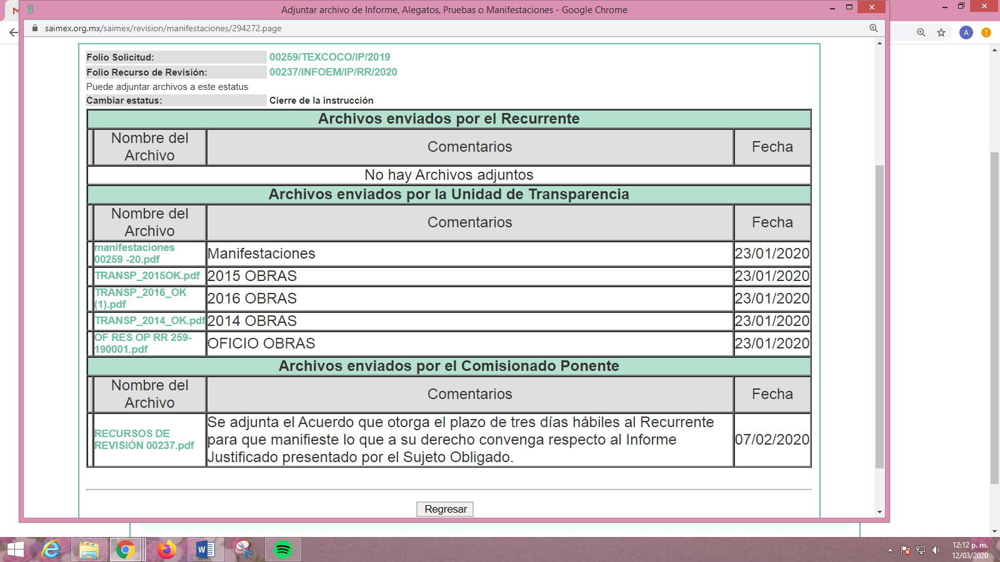 Adjuntar archivo de Informe, Alegatos, Pruebas o Manifestaciones - Google Chrome
saimex.org.mx/saimex/revision/manifestaciones/294272.page
A
Folio Solicitud: 00259/TEXCOCO/IP/2019
Folio Recurso de Revisión: 00237/INFOEM/IP/RR/2020
Puede adjuntar archivos a este estatus
Cambiar estatus: Cierre de la instrucción
Archivos enviados por el Recurrente
Nombre del
Archivo
Comentarios
Fecha
No hay Archivos adjuntos
Archivos enviados por la Unidad de Transparencia
Nombre del
Archivo
Comentarios
Fecha
manifestaciones
00259 -20.pdf
Manifestaciones
23/01/2020
TRANSP_2015OK.pdf
2015 OBRAS
23/01/2020
TRANSP_2016_OK
(1).pdf
2016 OBRAS
23/01/2020
TRANSP_2014_OK.pdf
2014 OBRAS
23/01/2020
OF RES OP RR 259-
190001.pdf
OFICIO OBRAS
23/01/2020
Archivos enviados por el Comisionado Ponente
Nombre del
Archivo
Comentarios
Fecha
RECURSOS DE
REVISIÓN 00237.pdf
Se adjunta el Acuerdo que otorga el plazo de tres días hábiles al Recurrente
para que manifieste lo que a su derecho convenga respecto al Informe
Justificado presentado por el Sujeto Obligado.
07/02/2020
Regresar
12:12 p. m.
12/03/2020